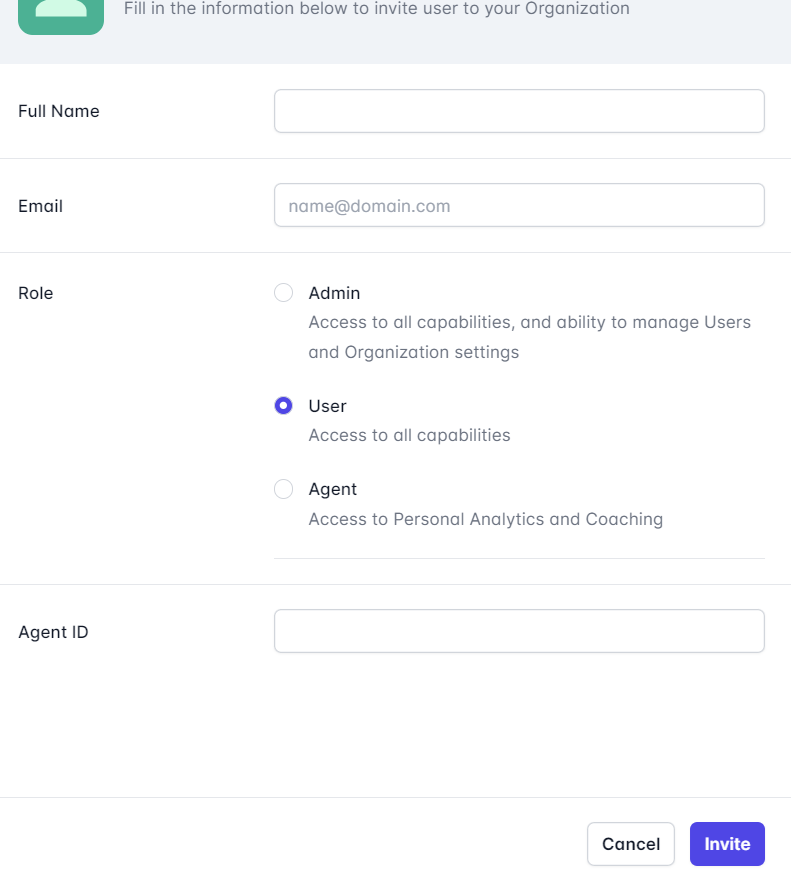 Fill in the information below to invite user to your Organization
Full Name
Email
name@domain.com
Role
Admin
Access to all capabilities, and ability to manage Users
and Organization settings
User
Access to all capabilities
Agent
Access to Personal Analytics and Coaching
Agent ID
Cancel
Invite